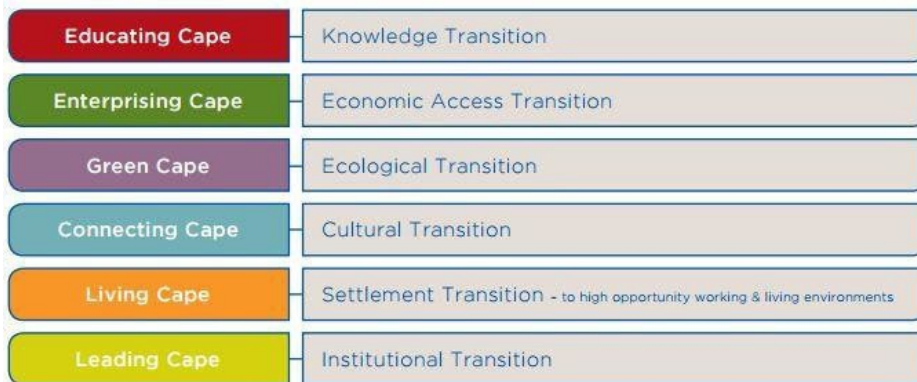 Educating Cape
Knowledge Transition
Enterprising Cape
Economic Access Transition
Green Cape
Ecological Transition
Connecting Cape
Cultural Transition
Living Cape
Settlement Transition - to high opportunity working & living environments
Leading Cape
Institutional Transition